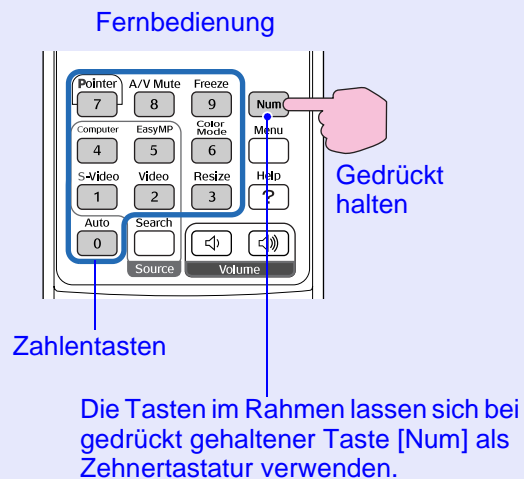 Fernbedienung
Pointer A/V Mute Freeze
7 8 9 Num
Computer EasyMP Color Mode Menu
4 5 6
Gedrückt
halten
S-Video Video Resize Help
1 2 3 ?
Auto Search
0
Source Volume
Zahlentasten
Die Tasten im Rahmen lassen sich bei
gedrückt gehaltener Taste [Num] als
Zehnertastatur verwenden.